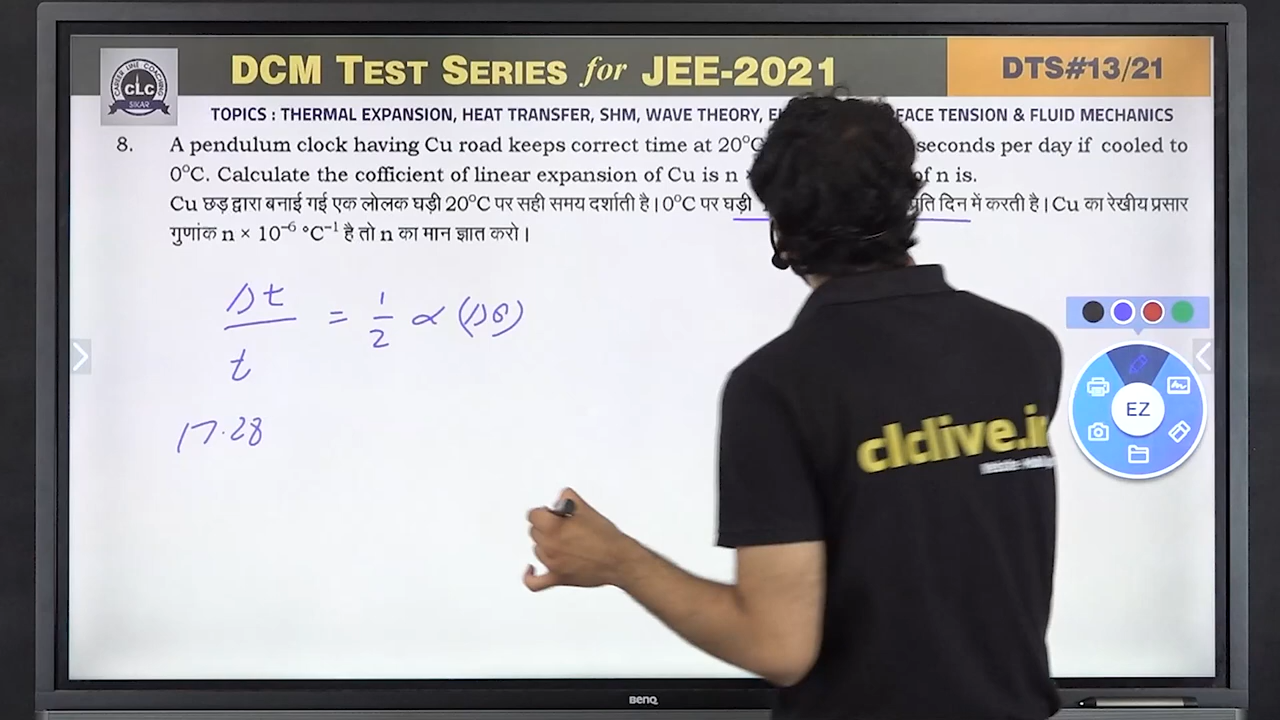 CAREER LINE COACHING
CLC
SIKAR
DCM TEST SERIES for JEE-2021
DTS#13/21
TOPICS : THERMAL EXPANSION, HEAT TRANSFER, SHM, WAVE THEORY, FACE TENSION & FLUID MECHANICS
8. A pendulum clock having Cu road keeps correct time at 20°C seconds per day if cooled to
0°C. Calculate the cofficient of linear expansion of Cu is n of n is.
Cu छड़ द्वारा बनाई गई एक लोलक घड़ी 20°C पर सही समय दर्शाती है। 0°C पर घड़ी दिन में करती है। Cu का रेखीय प्रसार
गुणांक n × 10⁻⁶ °C⁻¹ है तो n का मान ज्ञात करो।
Δt/t = 1/2 α (Δθ)
17.28
EZ
clclive.i
BenQ